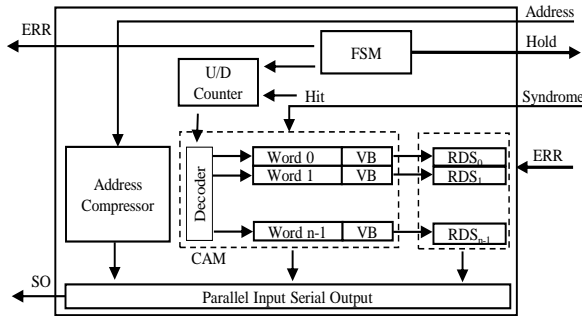 Address
ERR
FSM
Hold
U/D
Counter
Hit
Syndrome
Word 0 VB RDS0
Word 1 VB RDS1
ERR
Address
Compressor
Decoder
Word n-1 VB RDSn-1
CAM
SO
Parallel Input Serial Output